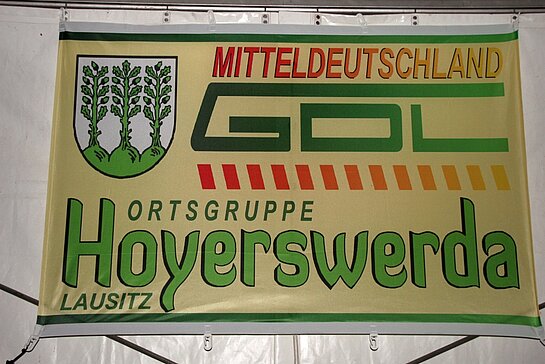 MITTELDEUTSCHLAND
GDL
ORTSGRUPPE
Hoyerswerda
LAUSITZ